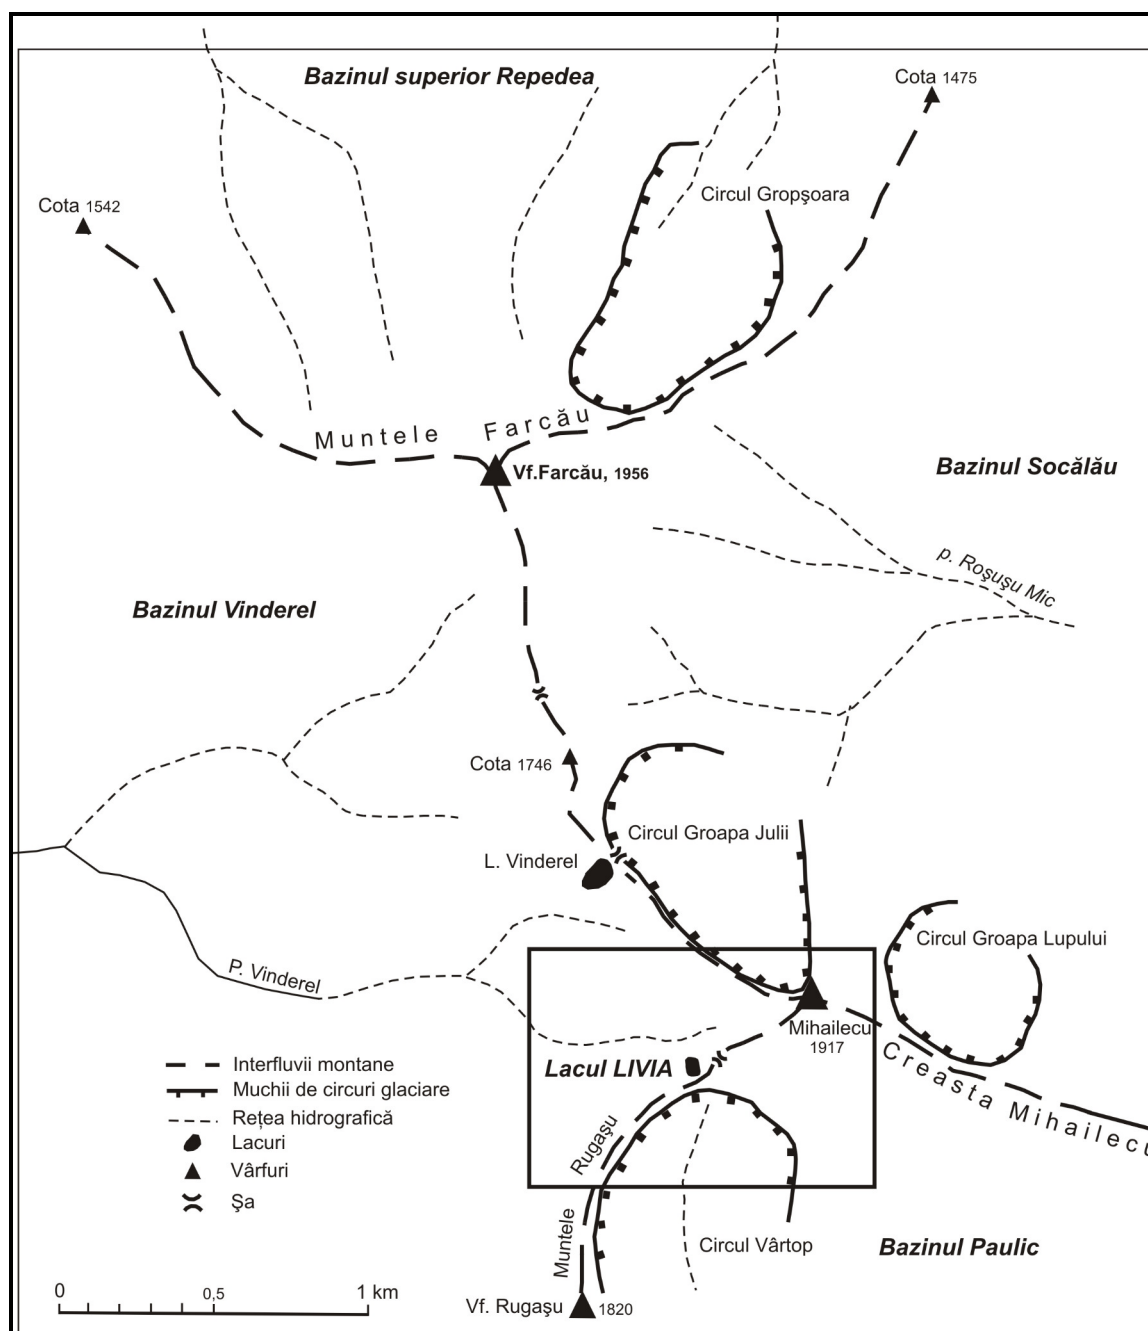 Bazinul superior Repedea
Cota 1475
Circul Gropşoara
Cota 1542
Muntele Farcău
Vf.Farcău, 1956
Bazinul Socălău
p. Roşuşu Mic
Bazinul Vinderel
Cota 1746
Circul Groapa Julii
L. Vinderel
Circul Groapa Lupului
P. Vinderel
Mihailecu
1917
Creasta Mihailecu
Lacul LIVIA
Interfluvii montane
Muchii de circuri glaciare
Reţea hidrografică
Lacuri
Vârfuri
Şa
Muntele Rugaşu
Circul Vârtop
Bazinul Paulic
0 0,5 1 km
Vf. Rugaşu 1820